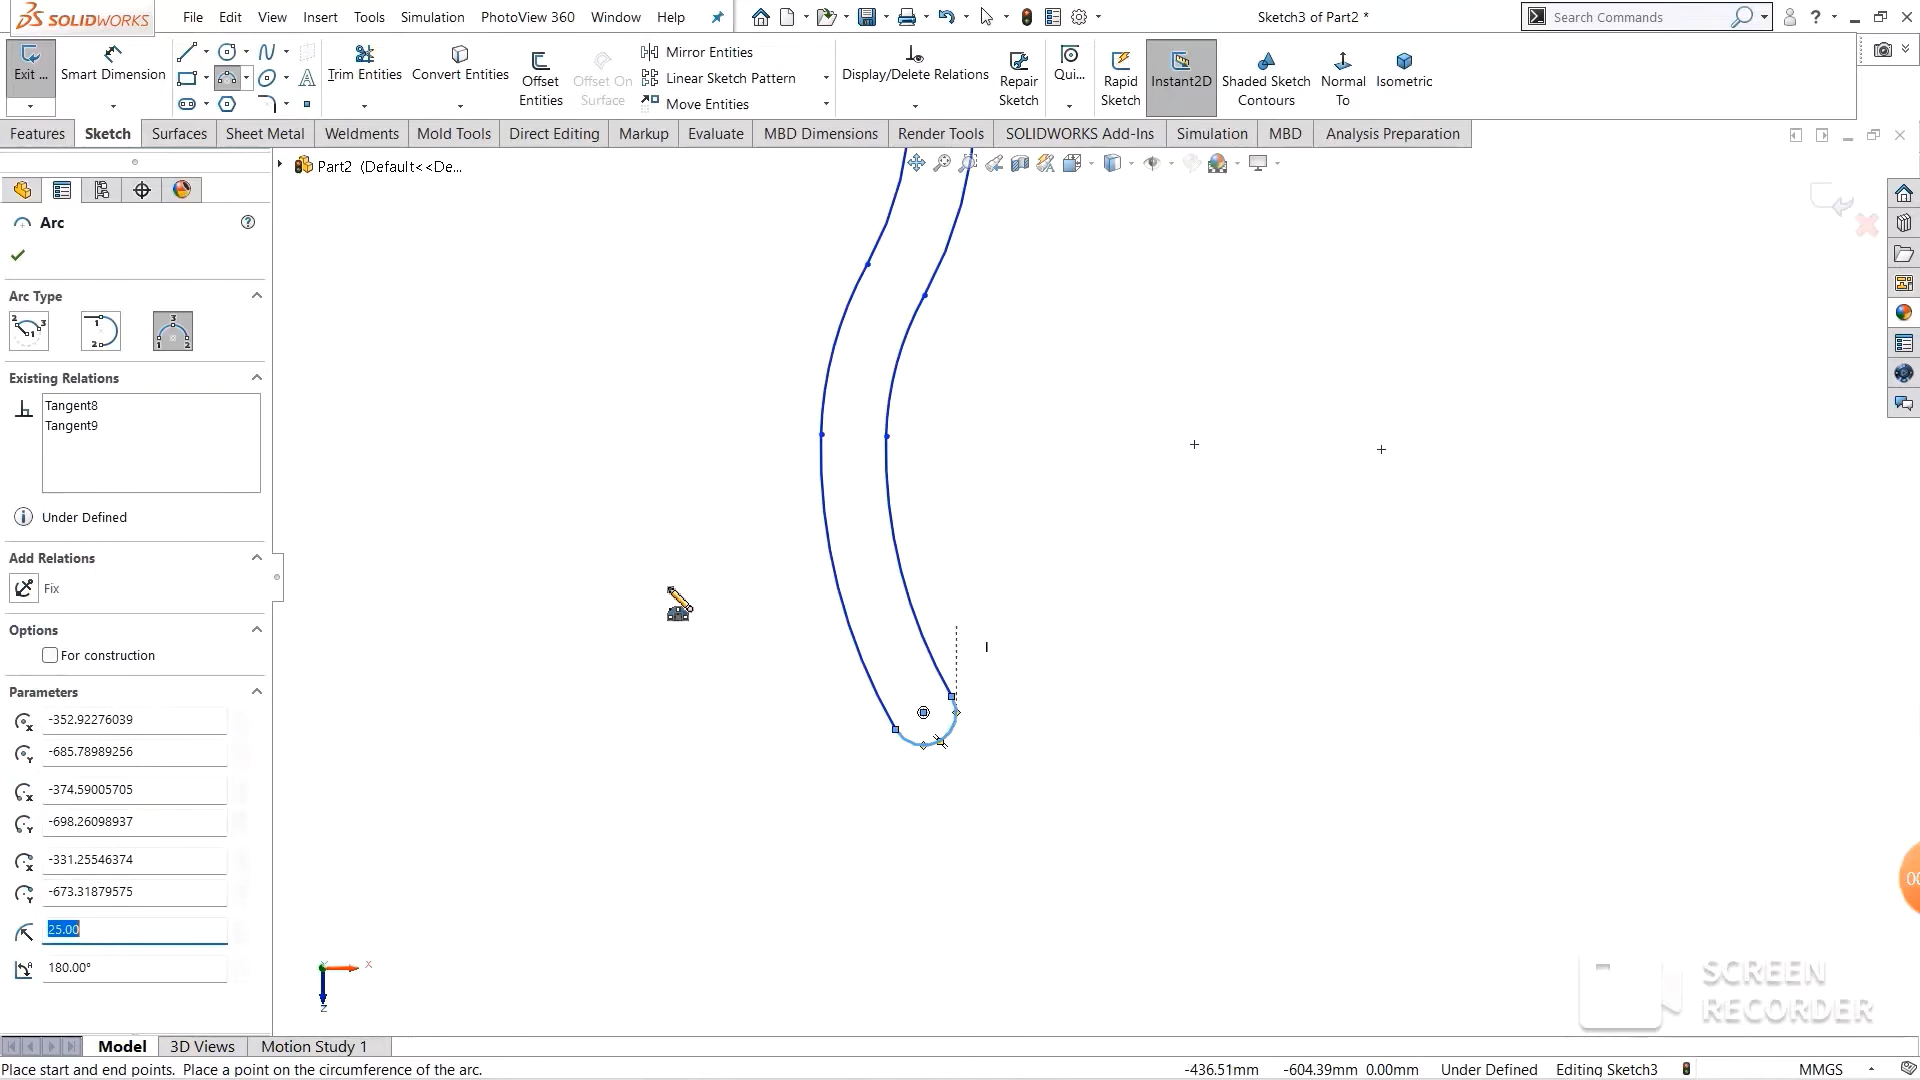 SOLIDWORKS
File Edit View Insert Tools Simulation PhotoView 360 Window Help
Sketch3 of Part2 *
Search Commands
Exit ...
Smart Dimension
Trim Entities
Convert Entities
Offset Entities
Offset On Surface
Mirror Entities
Linear Sketch Pattern
Move Entities
Display/Delete Relations
Repair Sketch
Qui...
Rapid Sketch
Instant2D
Shaded Sketch Contours
Normal To
Isometric
Features Sketch Surfaces Sheet Metal Weldments Mold Tools Direct Editing Markup Evaluate MBD Dimensions Render Tools SOLIDWORKS Add-Ins Simulation MBD Analysis Preparation
Part2 (Default<<De...
Arc
Arc Type
Existing Relations
Tangent8
Tangent9
Under Defined
Add Relations
Fix
Options
For construction
Parameters
-352.92276039
-685.78989256
-374.59005705
-698.26098937
-331.25546374
-673.31879575
25.00
180.00°
X
Z
00
SCREEN
RECORDER
Model 3D Views Motion Study 1
Place start and end points. Place a point on the circumference of the arc.
-436.51mm -604.39mm 0.00mm Under Defined Editing Sketch3 MMGS